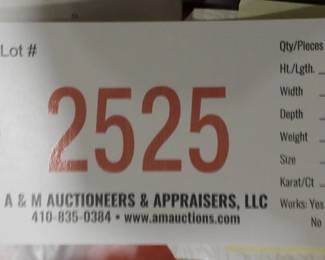 Lot #
2525
A & M AUCTIONEERS & APPRAISERS, LLC
410-835-0384 • www.amauctions.com
Qty/Pieces
Ht./Lgth.
Width
Depth
Weight
Size
Karat/Ct
Works: Yes
No